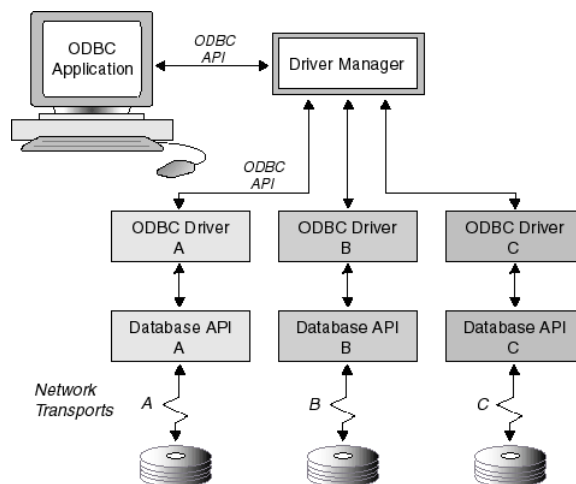 ODBC
Application
ODBC
API
Driver Manager
ODBC
API
ODBC Driver
A
ODBC Driver
B
ODBC Driver
C
Database API
A
Database API
B
Database API
C
Network
Transports
A
B
C